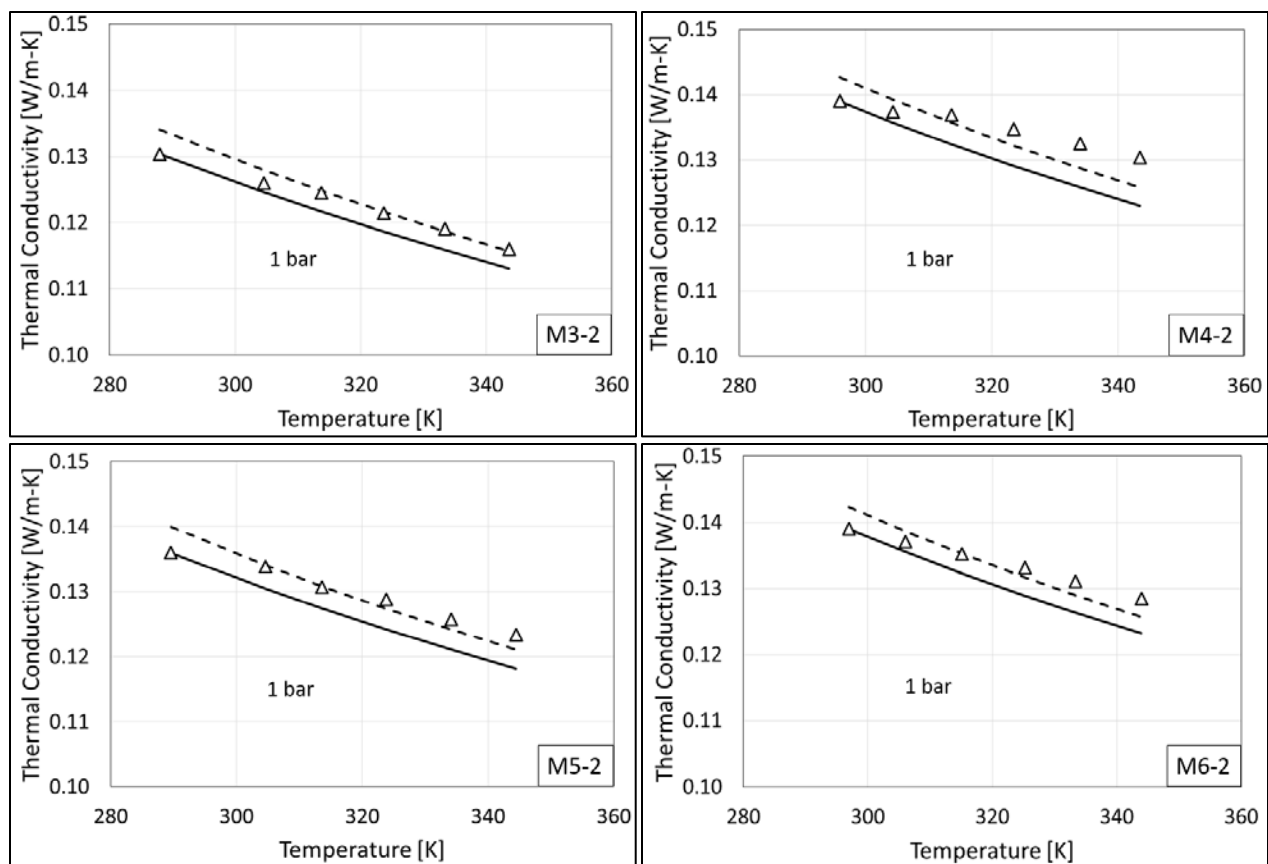 Thermal Conductivity [W/m-K]
0.15
0.14
0.13
0.12
0.11
0.10
1 bar
M3-2
280 300 320 340 360
Temperature [K]
Thermal Conductivity [W/m-K]
0.15
0.14
0.13
0.12
0.11
0.10
1 bar
M4-2
280 300 320 340 360
Temperature [K]
Thermal Conductivity [W/m-K]
0.15
0.14
0.13
0.12
0.11
0.10
1 bar
M5-2
280 300 320 340 360
Temperature [K]
Thermal Conductivity [W/m-K]
0.15
0.14
0.13
0.12
0.11
0.10
1 bar
M6-2
280 300 320 340 360
Temperature [K]